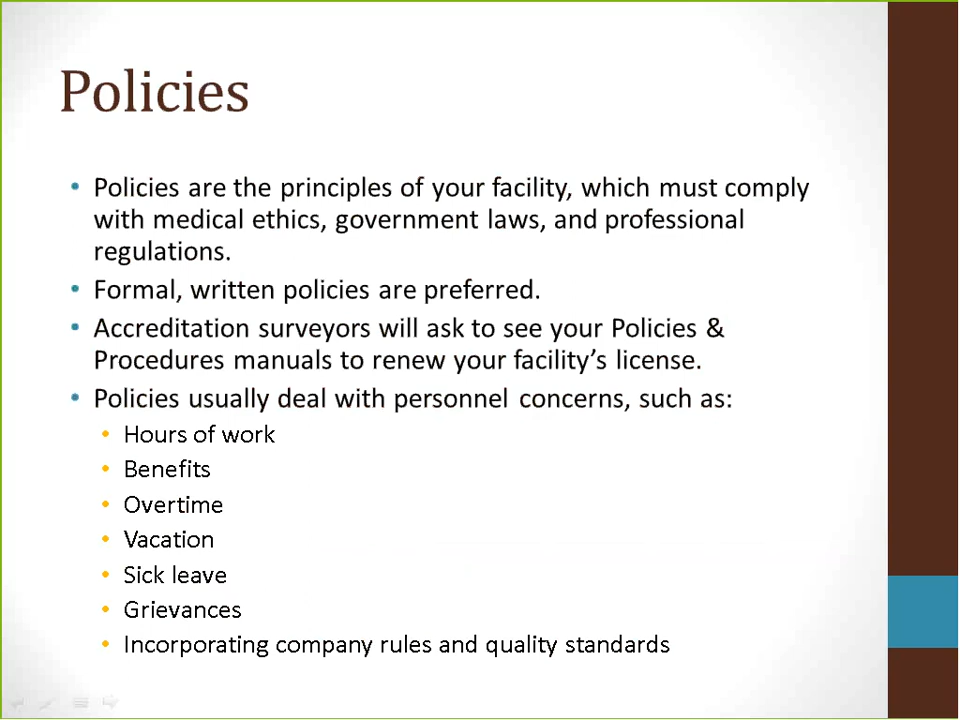 Policies
• Policies are the principles of your facility, which must comply
with medical ethics, government laws, and professional
regulations.
• Formal, written policies are preferred.
• Accreditation surveyors will ask to see your Policies &
Procedures manuals to renew your facility’s license.
• Policies usually deal with personnel concerns, such as:
• Hours of work
• Benefits
• Overtime
• Vacation
• Sick leave
• Grievances
• Incorporating company rules and quality standards